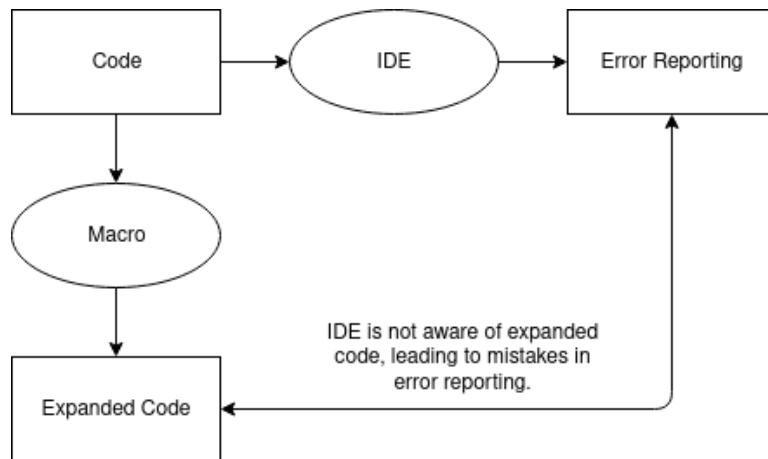 Code
IDE
Error Reporting
Macro
IDE is not aware of expanded
code, leading to mistakes in
error reporting.
Expanded Code